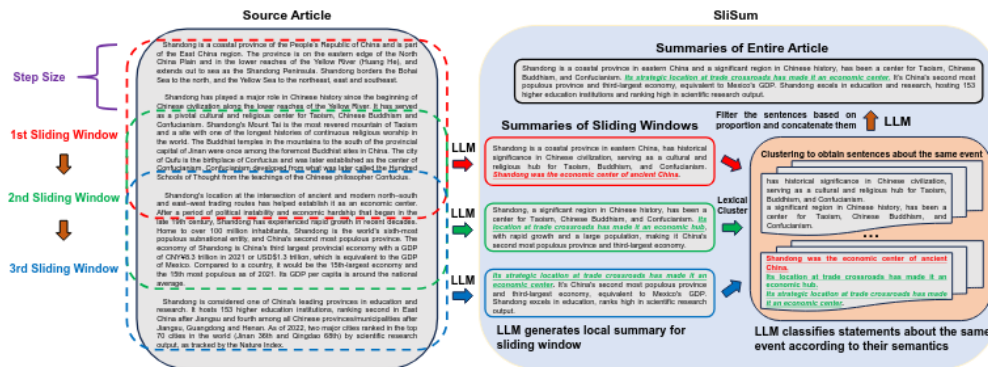 Source Article
SliSum
Step Size
1st Sliding Window
2nd Sliding Window
3rd Sliding Window
Shandong is a coastal province of the People's Republic of China and is part
of the East China region. The province is on the eastern edge of the North
China Plain and in the lower reaches of the Yellow River (Huang He), and
extends out to sea as the Shandong Peninsula. Shandong borders the Bohai
Sea to the north, and the Yellow Sea to the northeast, east and southeast.
Shandong has played a major role in Chinese history since the beginning of
Chinese civilization along the lower reaches of the Yellow River. It has served
as a pivotal cultural and religious center for Taoism, Chinese Buddhism and
Confucianism. Shandong's Mount Tai is the most revered mountain of Taoism
and a site with one of the longest histories of continuous religious worship in
the world. The Buddhist temples in the mountains to the south of the provincial
capital of Jinan were once among the foremost Buddhist sites in China. The city
of Qufu is the birthplace of Confucius and was later established as the center of
Confucianism. Confucianism developed from what was later called the Hundred
Schools of Thought from the teachings of the Chinese philosopher Confucius.
Shandong's location at the intersection of ancient and modern north–south
and east–west trading routes has helped establish it as an economic center.
After a period of political instability and economic hardship that began in the
late 19th century, Shandong has experienced rapid growth in recent decades.
Home to over 100 million inhabitants, Shandong is the world's sixth-most
populous subnational entity, and China's second most populous province. The
economy of Shandong is China's third largest provincial economy with a GDP
of CNY¥8.3 trillion in 2021 or USD$1.3 trillion, which is equivalent to the GDP
of Mexico. Compared to a country, it would be the 15th-largest economy and
the 15th most populous as of 2021. Its GDP per capita is around the national
average.
Shandong is considered one of China's leading provinces in education and
research. It hosts 153 higher education institutions, ranking second in East
China after Jiangsu and fourth among all Chinese provinces/municipalities after
Jiangsu, Guangdong and Henan. As of 2022, two major cities ranked in the top
70 cities in the world (Jinan 36th and Qingdao 68th) by scientific research
output, as tracked by the Nature Index.
LLM
LLM
LLM
Summaries of Entire Article
Shandong is a coastal province in eastern China and a significant region in Chinese history, has been a center for Taoism,
Chinese Buddhism, and Confucianism. Its strategic location at trade crossroads has made it an economic center. It's China's second most
populous province and third-largest economy, equivalent to Mexico's GDP. Shandong excels in education and research, hosting 153
higher education institutions and ranking high in scientific research output.
Summaries of Sliding Windows
Filter the sentences based on
proportion and concatenate them
LLM
Shandong is a coastal province in eastern China, has historical
significance in Chinese civilization, serving as a cultural and
religious hub for Taoism, Buddhism, and Confucianism.
Shandong was the economic center of ancient China.
Shandong, a significant region in Chinese history, has been a
center for Taoism, Chinese Buddhism, and Confucianism. Its
location at trade crossroads has made it an economic hub,
with rapid growth and a large population, making it China's
second most populous province and third-largest economy.
Its strategic location at trade crossroads has made it an
economic center. It's China's second most populous province
and third-largest economy, equivalent to Mexico's GDP.
Shandong excels in education, ranks high in scientific research
output.
LLM generates local summary for
sliding window
Lexical
Cluster
Clustering to obtain sentences about the same event
has historical significance in Chinese civilization,
serving as a cultural and religious hub for Taoism,
Buddhism, and Confucianism.
a significant region in Chinese history, has been a
center for Taoism, Chinese Buddhism, and
Confucianism.
...
Shandong was the economic center of ancient
China.
Its location at trade crossroads has made it an
economic hub.
Its strategic location at trade crossroads has made it
an economic center.
LLM classifies statements about the same
event according to their semantics